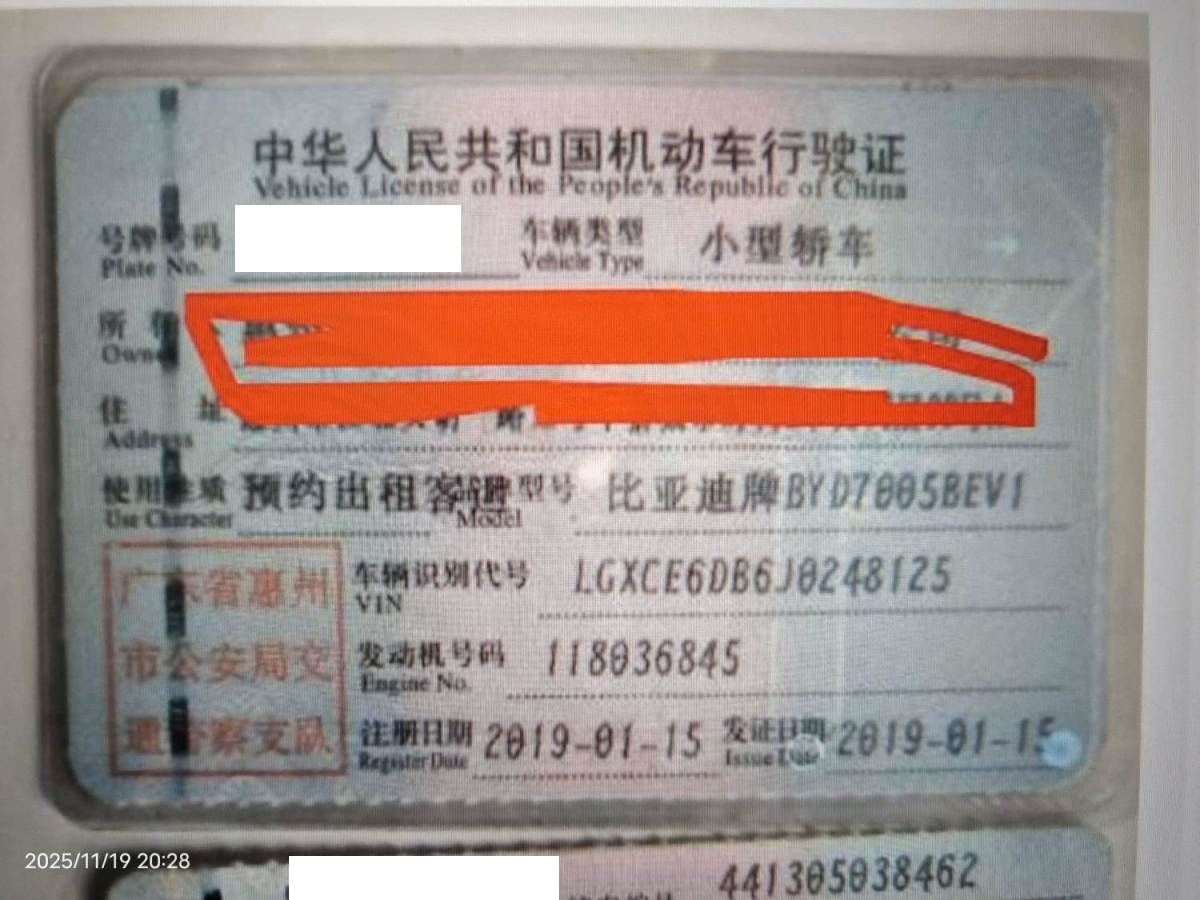 中华人民共和国机动车行驶证
Vehicle License of the People's Republic of China
号牌号码 车辆类型 小型轿车
Plate No. Vehicle Type
所
Owner
住 址
Address
使用性质 预约出租客运 型号 比亚迪牌BYD7005BEV1
Use Character Model
广东省惠州
市公安局交
通警察支队
车辆识别代号 LGXCE6DB6J0248125
VIN
发动机号码 118036845
Engine No.
注册日期 2019-01-15 发证日期 2019-01-15
Register Date Issue Date
2025/11/19 20:28
441305038462